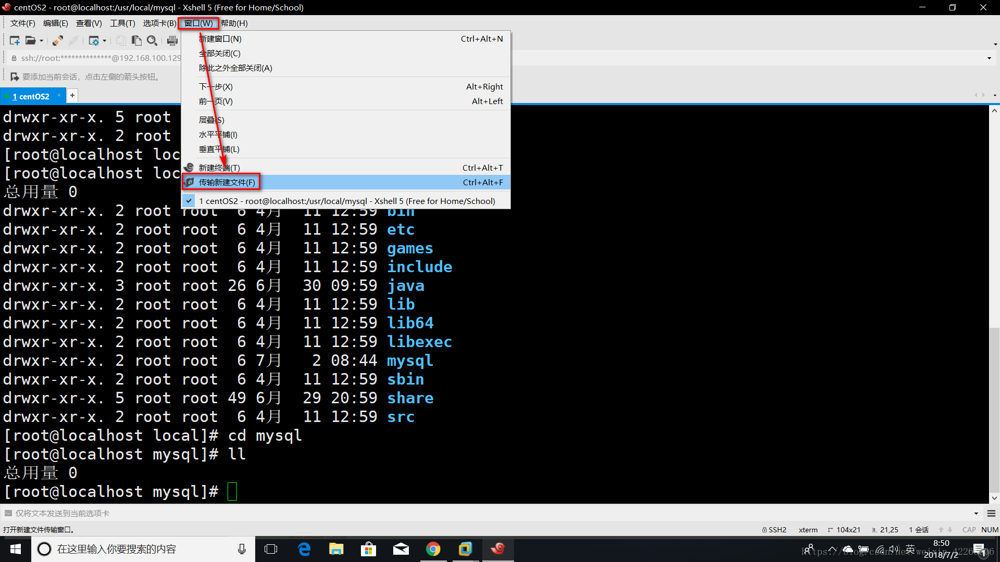 centOS2 - root@localhost:/usr/local/mysql - Xshell 5 (Free for Home/School)
文件(F) 编辑(E) 查看(V) 工具(T) 选项卡(B) 窗口(W) 帮助(H)
新建窗口(N) Ctrl+Alt+N
全部关闭(C)
ssh://root:**************@192.168.100.129
除此之外全部关闭(A)
要添加当前会话，点击左侧的箭头按钮。
下一步(X) Alt+Right
1 centOS2 × +
前一页(V) Alt+Left
层叠(S)
水平平铺(I)
垂直平铺(L)
新建终端(T) Ctrl+Alt+T
传输新建文件(F) Ctrl+Alt+F
1 centOS2 - root@localhost:/usr/local/mysql - Xshell 5 (Free for Home/School)
drwxr-xr-x. 5 root
drwxr-xr-x. 2 root
[root@localhost loc
[root@localhost loc
总用量 0
drwxr-xr-x. 2 root root 6 4月 11 12:59 bin
drwxr-xr-x. 2 root root 6 4月 11 12:59 etc
drwxr-xr-x. 2 root root 6 4月 11 12:59 games
drwxr-xr-x. 2 root root 6 4月 11 12:59 include
drwxr-xr-x. 3 root root 26 6月 30 09:59 java
drwxr-xr-x. 2 root root 6 4月 11 12:59 lib
drwxr-xr-x. 2 root root 6 4月 11 12:59 lib64
drwxr-xr-x. 2 root root 6 4月 11 12:59 libexec
drwxr-xr-x. 2 root root 6 7月 2 08:44 mysql
drwxr-xr-x. 2 root root 6 4月 11 12:59 sbin
drwxr-xr-x. 5 root root 49 6月 29 20:59 share
drwxr-xr-x. 2 root root 6 4月 11 12:59 src
[root@localhost local]# cd mysql
[root@localhost mysql]# ll
总用量 0
[root@localhost mysql]#
仅将文本发送到当前选项卡
打开新建文件传输窗口。 SSH2 xterm 104x21 21,25 1 会话 CAP NUM
在这里输入你要搜索的内容 英 8:50
2018/7/2 1